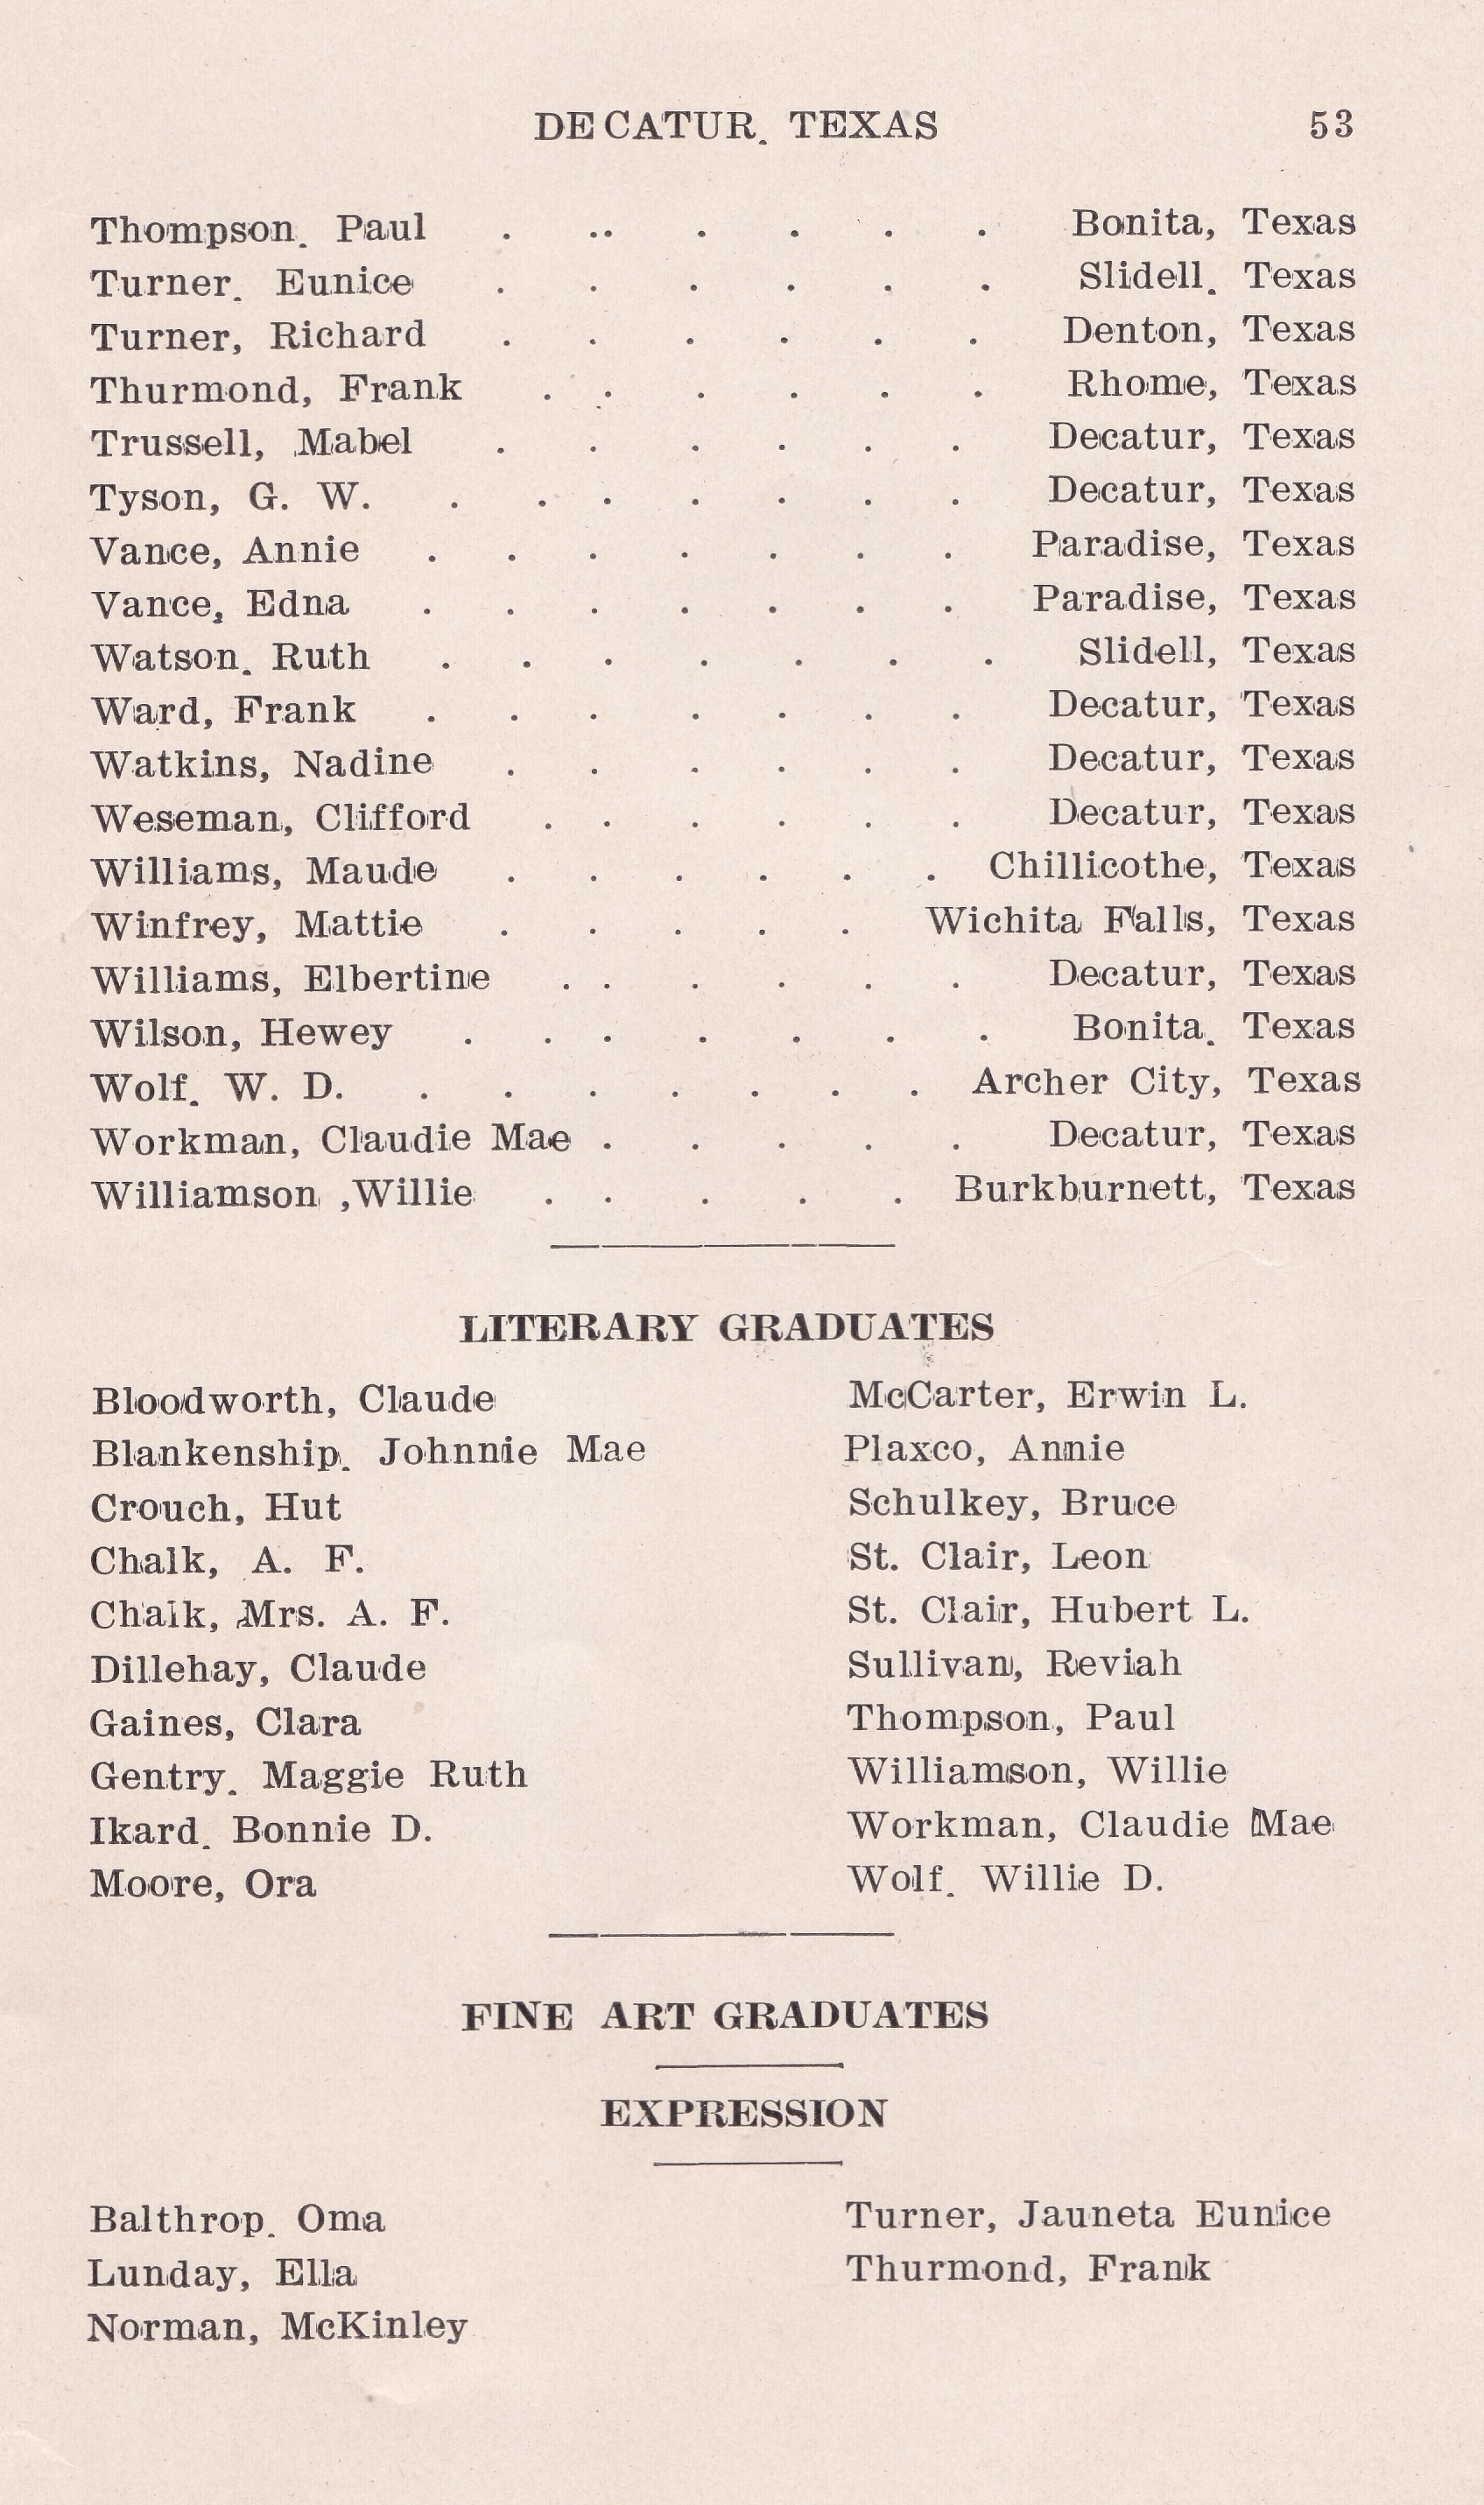 DECATUR. TEXAS 53
Thompson. Paul . .. . . . . Bonita, Texas
Turner. Eunice . . . . . . Slidell. Texas
Turner, Richard . . . . . . Denton, Texas
Thurmond, Frank . . . . . . Rhome, Texas
Trussell, Mabel . . . . . . Decatur, Texas
Tyson, G. W. . . . . . . . Decatur, Texas
Vance, Annie . . . . . . . Paradise, Texas
Vance, Edna . . . . . . . Paradise, Texas
Watson. Ruth . . . . . . . Slidell, Texas
Ward, Frank . . . . . . . Decatur, Texas
Watkins, Nadine . . . . . . Decatur, Texas
Weseman, Clifford . . . . . . Decatur, Texas
Williams, Maude . . . . . . Chillicothe, Texas
Winfrey, Mattie . . . . . Wichita Falls, Texas
Williams, Elbertine . . . . . . Decatur, Texas
Wilson, Hewey . . . . . . . Bonita. Texas
Wolf. W. D. . . . . . . . Archer City, Texas
Workman, Claudie Mae . . . . . Decatur, Texas
Williamson ,Willie . . . . . Burkburnett, Texas
LITERARY GRADUATES
Bloodworth, Claude
Blankenship. Johnnie Mae
Crouch, Hut
Chalk, A. F.
Chalk, Mrs. A. F.
Dillehay, Claude
Gaines, Clara
Gentry. Maggie Ruth
Ikard. Bonnie D.
Moore, Ora
McCarter, Erwin L.
Plaxco, Annie
Schulkey, Bruce
St. Clair, Leon
St. Clair, Hubert L.
Sullivan, Reviah
Thompson, Paul
Williamson, Willie
Workman, Claudie Mae
Wolf. Willie D.
FINE ART GRADUATES
EXPRESSION
Balthrop. Oma
Lunday, Ella
Norman, McKinley
Turner, Jauneta Eunice
Thurmond, Frank